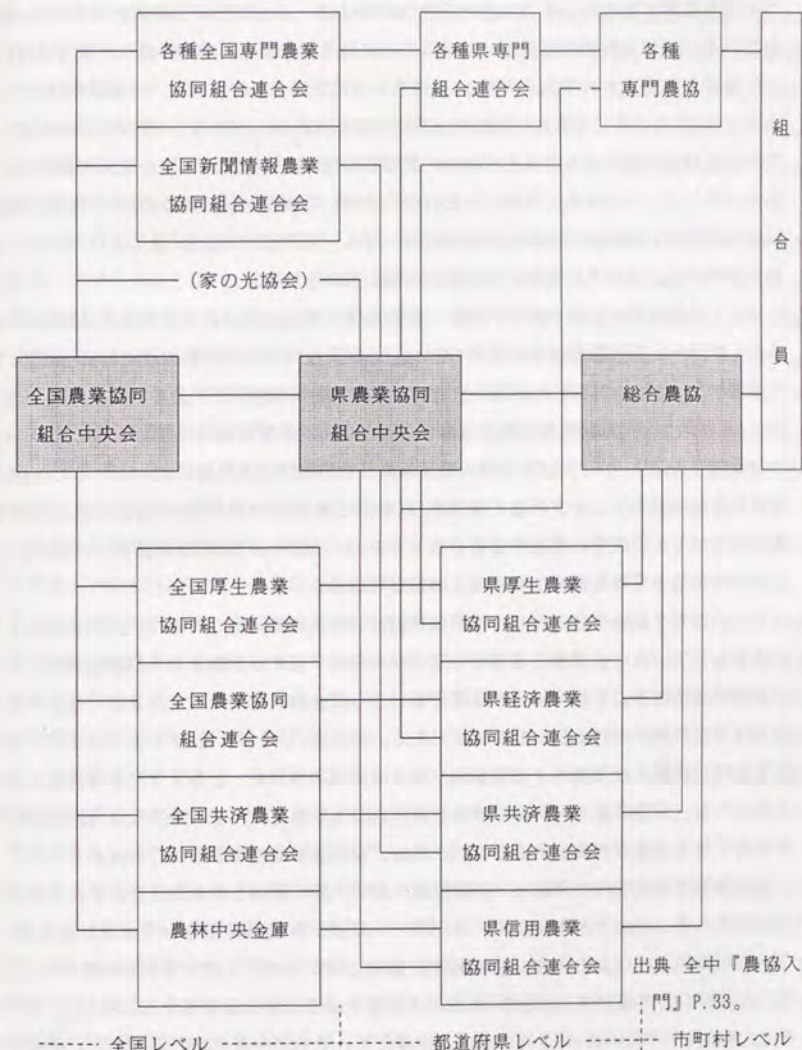 各種全国専門農業
協同組合連合会
各種県専門
組合連合会
各種
専門農協
組
合
員
全国新聞情報農業
協同組合連合会
(家の光協会)
全国農業協同
組合中央会
県農業協同
組合中央会
総合農協
全国厚生農業
協同組合連合会
県厚生農業
協同組合連合会
全国農業協同
組合連合会
県経済農業
協同組合連合会
全国共済農業
協同組合連合会
県共済農業
協同組合連合会
農林中央金庫
県信用農業
協同組合連合会
出典 全中『農協入
門』P.33。
全国レベル
都道府県レベル
市町村レベル